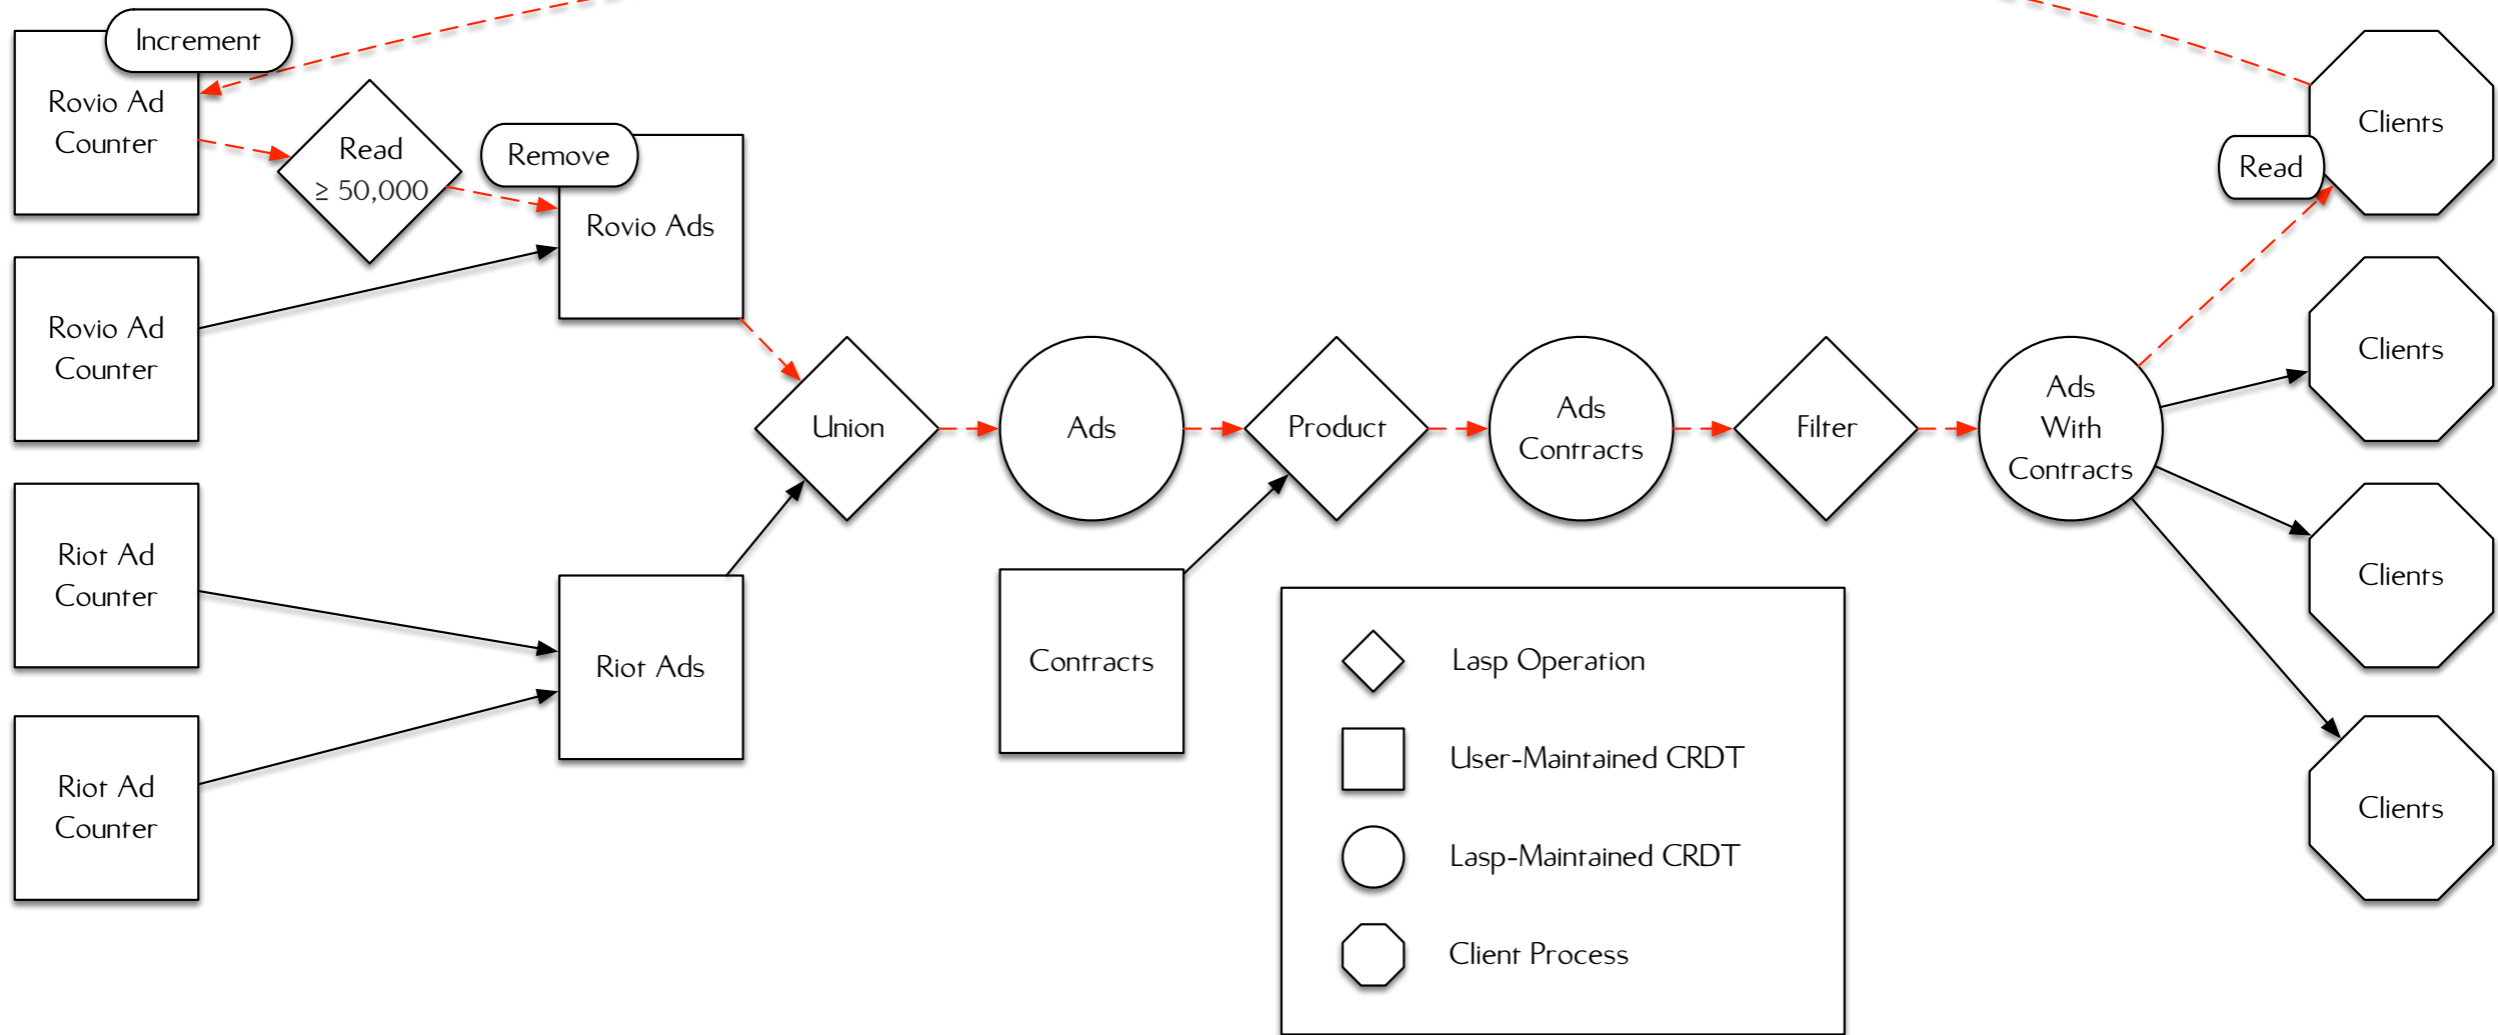 Increment
Rovio Ad
Counter
Read
≥ 50,000
Remove
Rovio Ads
Rovio Ad
Counter
Riot Ad
Counter
Riot Ad
Counter
Riot Ads
Union
Ads
Product
Contracts
Ads
Contracts
Filter
Ads
With
Contracts
Read
Clients
Clients
Clients
Clients
Lasp Operation
User-Maintained CRDT
Lasp-Maintained CRDT
Client Process